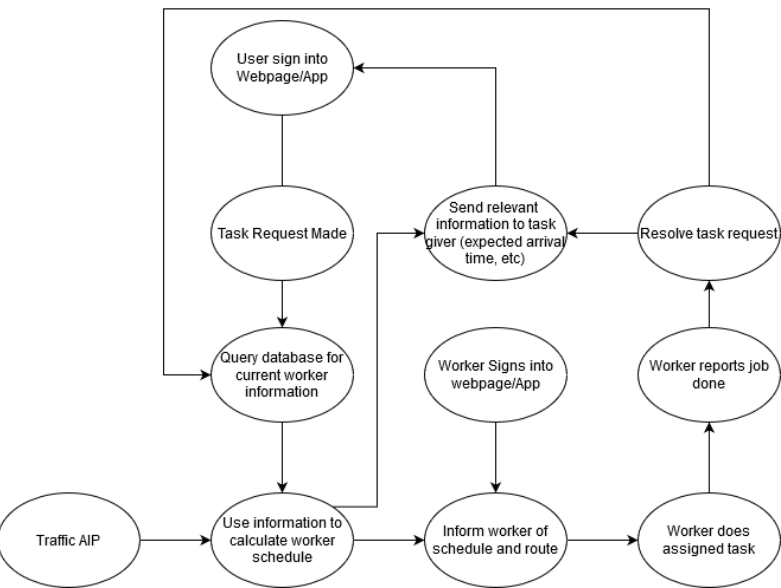 User sign into
Webpage/App
Task Request Made
Send relevant
information to task
giver (expected arrival
time, etc)
Resolve task request
Query database for
current worker
information
Worker Signs into
webpage/App
Worker reports job
done
Traffic AIP
Use information to
calculate worker
schedule
Inform worker of
schedule and route
Worker does
assigned task